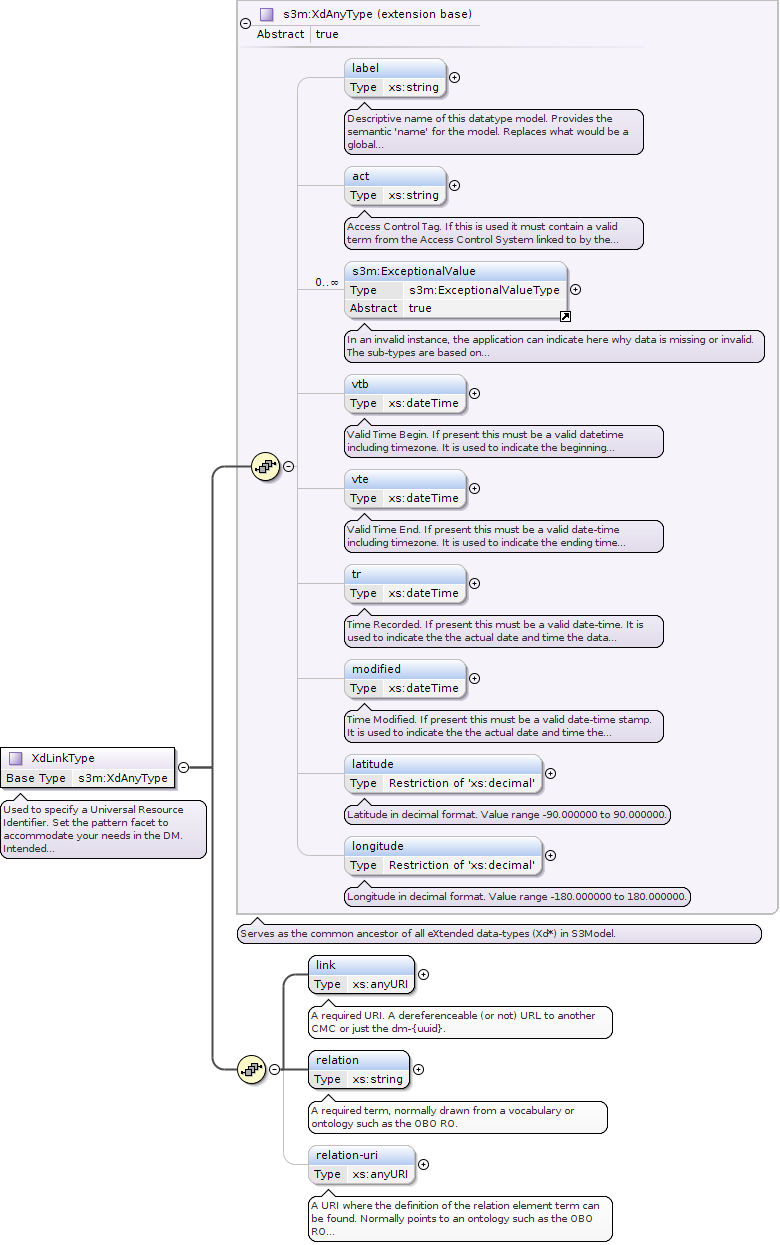 s3m:XdAnyType (extension base)
Abstract true
label
Type xs:string
Descriptive name of this datatype model. Provides the
semantic 'name' for the model. Replaces what would be a
global...
act
Type xs:string
Access Control Tag. If this is used it must contain a valid
term from the Access Control System linked to by the...
0..∞
s3m:ExceptionalValue
Type s3m:ExceptionalValueType
Abstract true
In an invalid instance, the application can indicate here why data is missing or invalid.
The sub-types are based on...
vtb
Type xs:dateTime
Valid Time Begin. If present this must be a valid datetime
including timezone. It is used to indicate the beginning...
vte
Type xs:dateTime
Valid Time End. If present this must be a valid date-time
including timezone. It is used to indicate the ending time...
tr
Type xs:dateTime
Time Recorded. If present this must be a valid date-time. It is
used to indicate the the actual date and time the data...
modified
Type xs:dateTime
Time Modified. If present this must be a valid date-time stamp.
It is used to indicate the the actual date and time the...
latitude
Type Restriction of 'xs:decimal'
Latitude in decimal format. Value range -90.000000 to 90.000000.
longitude
Type Restriction of 'xs:decimal'
Longitude in decimal format. Value range -180.000000 to 180.000000.
Serves as the common ancestor of all eXtended data-types (Xd*) in S3Model.
XdLinkType
Base Type s3m:XdAnyType
Used to specify a Universal Resource
Identifier. Set the pattern facet to
accommodate your needs in the DM.
Intended...
link
Type xs:anyURI
A required URI. A dereferenceable (or not) URL to another
CMC or just the dm-{uuid}.
relation
Type xs:string
A required term, normally drawn from a vocabulary or
ontology such as the OBO RO.
relation-uri
Type xs:anyURI
A URI where the definition of the relation element term can
be found. Normally points to an ontology such as the OBO
RO...